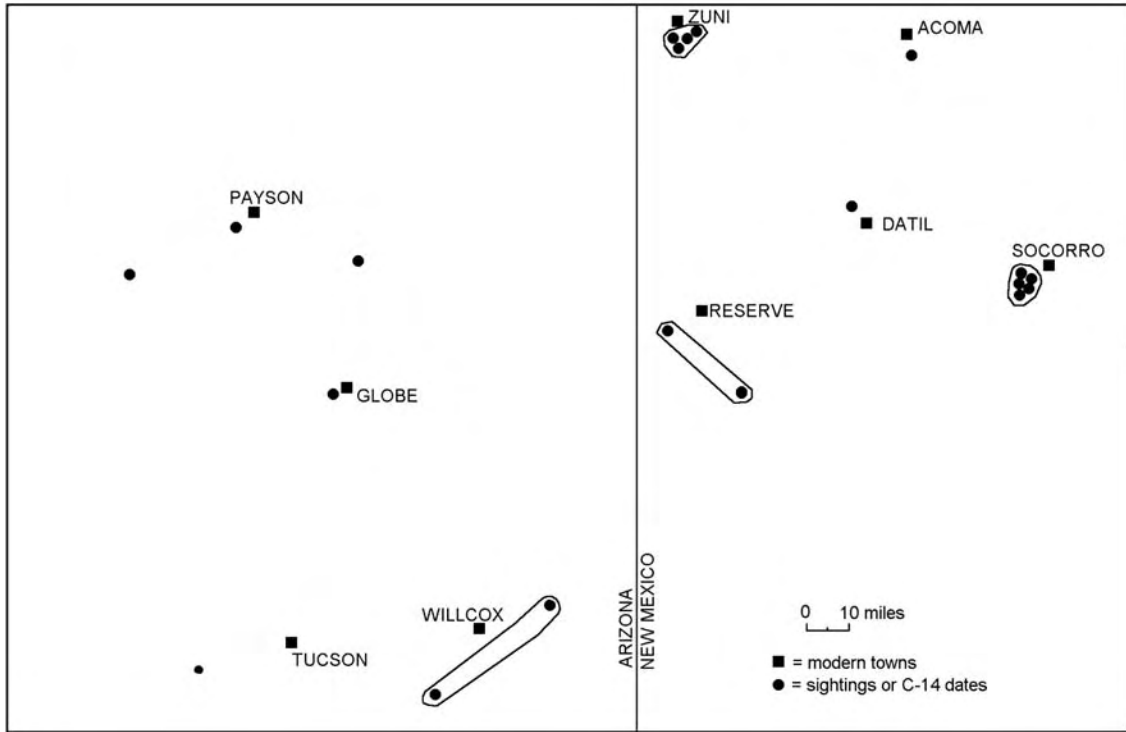 ZUNI
ACOMA
PAYSON
DATIL
SOCORRO
RESERVE
GLOBE
ARIZONA
NEW MEXICO
WILLCOX
TUCSON
0 10 miles
■ = modern towns
● = sightings or C-14 dates